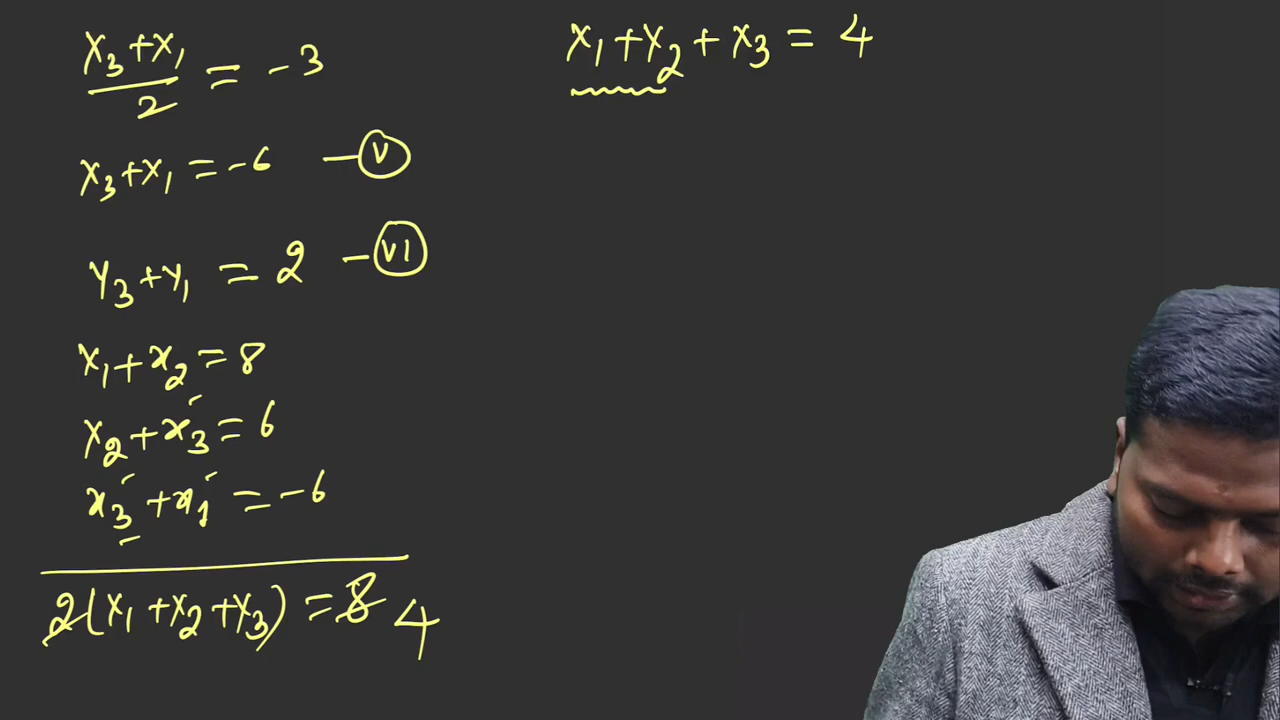 x₃+x₁/2 = -3
x₃+x₁ = -6 —(V)
y₃+y₁ = 2 —(VI)
x₁+x₂ = 8
x₂+x₃ = 6
x₃+x₁ = -6
2(x₁+x₂+x₃) = 8 4
x₁+x₂+x₃ = 4